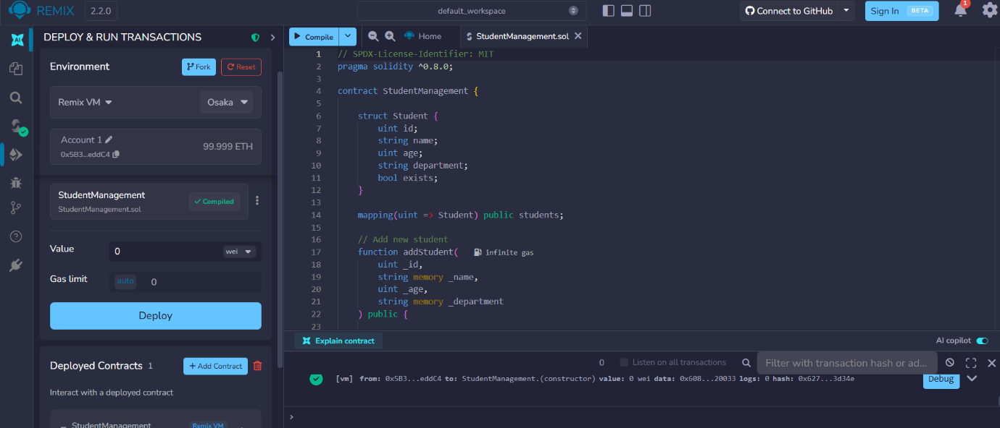 REMIX 2.2.0
default_workspace
Connect to GitHub
Sign In BETA
1
AI
DEPLOY & RUN TRANSACTIONS
Environment
Fork
Reset
Remix VM
Osaka
Account 1
0x5B3...eddC4
99.999 ETH
StudentManagement
StudentManagement.sol
Compiled
Value
0
wei
Gas limit
auto
0
Deploy
Deployed Contracts 1
+ Add Contract
Interact with a deployed contract
StudentManagement
Remix VM
Compile
Home
StudentManagement.sol
1 // SPDX-License-Identifier: MIT
2 pragma solidity ^0.8.0;
3
4 contract StudentManagement {
5
6 struct Student {
7 uint id;
8 string name;
9 uint age;
10 string department;
11 bool exists;
12 }
13
14 mapping(uint => Student) public students;
15
16 // Add new student
17 function addStudent( infinite gas
18 uint _id,
19 string memory _name,
20 uint _age,
21 string memory _department
22 ) public {
23
Explain contract
AI copilot
0
Listen on all transactions
Filter with transaction hash or ad...
[vm] from: 0x5B3...eddC4 to: StudentManagement.(constructor) value: 0 wei data: 0x608...20033 logs: 0 hash: 0x627...3d34e
Debug
>